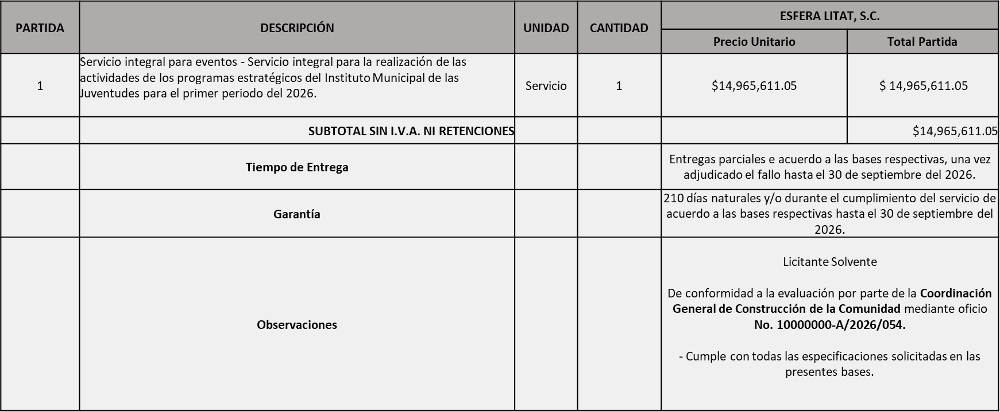 PARTIDA
DESCRIPCIÓN
UNIDAD
CANTIDAD
ESFERA LITAT, S.C.
Precio Unitario
Total Partida
1
Servicio integral para eventos - Servicio integral para la realización de las
actividades de los programas estratégicos del Instituto Municipal de las
Juventudes para el primer periodo del 2026.
Servicio
1
$14,965,611.05
$ 14,965,611.05
SUBTOTAL SIN I.V.A. NI RETENCIONES
$14,965,611.05
Tiempo de Entrega
Entregas parciales e acuerdo a las bases respectivas, una vez
adjudicado el fallo hasta el 30 de septiembre del 2026.
Garantía
210 días naturales y/o durante el cumplimiento del servicio de
acuerdo a las bases respectivas hasta el 30 de septiembre del
2026.
Observaciones
Licitante Solvente
De conformidad a la evaluación por parte de la Coordinación
General de Construcción de la Comunidad mediante oficio
No. 10000000-A/2026/054.
- Cumple con todas las especificaciones solicitadas en las
presentes bases.